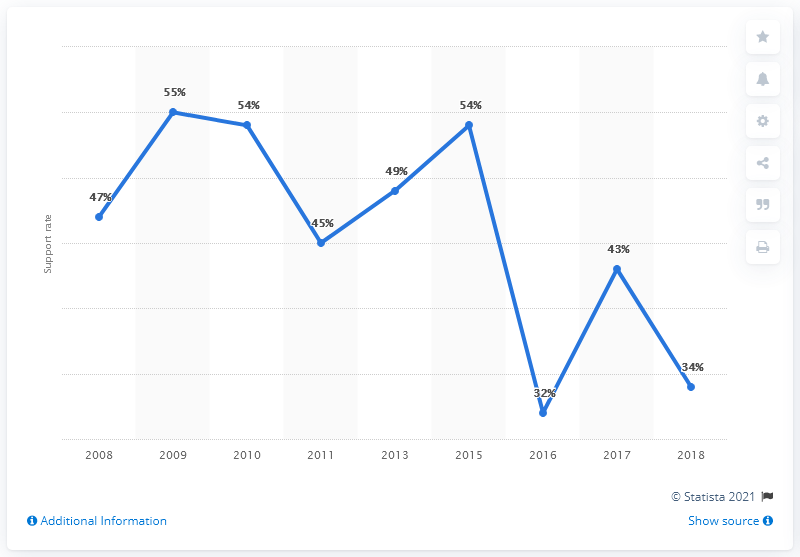 55%
54%
54%
49%
47%
45%
43%
34%
32%
Support rate
2008 2009 2010 2011 2013 2015 2016 2017 2018
© Statista 2021
Additional Information
Show source